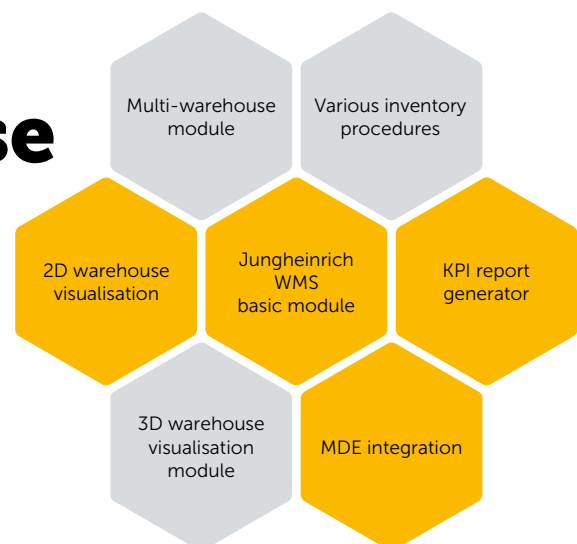 Multi-warehouse
module
Various inventory
procedures
se
2D warehouse
visualisation
Jungheinrich
WMS
basic module
KPI report
generator
3D warehouse
visualisation
module
MDE integration